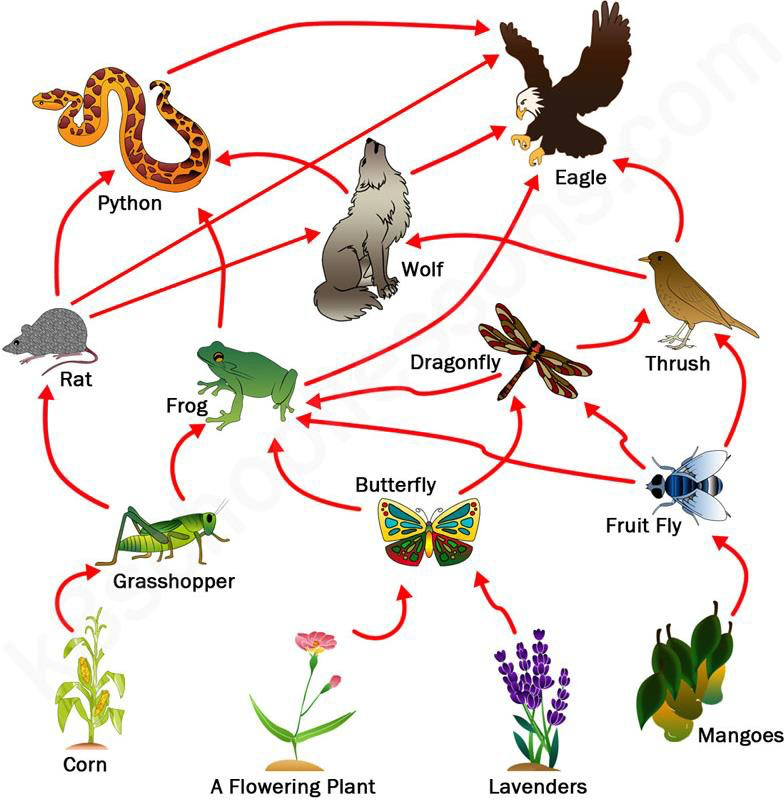 Eagle
Python
Wolf
Dragonfly
Thrush
Rat
Frog
Butterfly
Fruit Fly
Grasshopper
Mangoes
Corn
A Flowering Plant
Lavenders